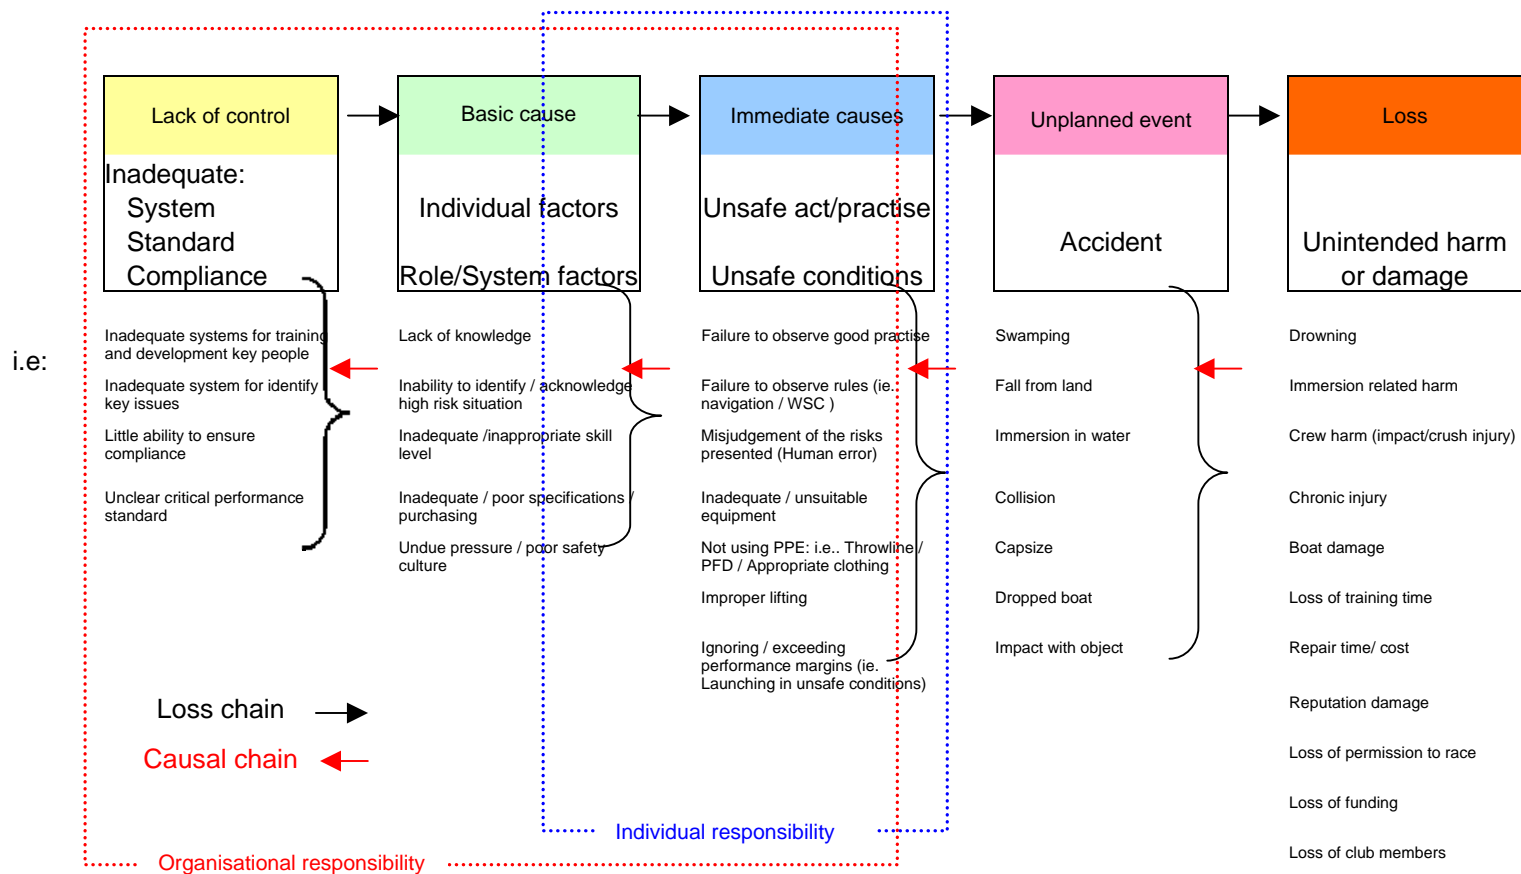 Lack of control
Basic cause
Immediate causes
Unplanned event
Loss
Inadequate:
System
Standard
Compliance
Individual factors
Role/System factors
Unsafe act/practise
Unsafe conditions
Accident
Unintended harm
or damage
i.e:
Inadequate systems for training
and development key people
Inadequate system for identify
key issues
Little ability to ensure
compliance
Unclear critical performance
standard
Lack of knowledge
Inability to identify / acknowledge
high risk situation
Inadequate /inappropriate skill
level
Inadequate / poor specifications /
purchasing
Undue pressure / poor safety
culture
Failure to observe good practise
Failure to observe rules (ie.
navigation / WSC )
Misjudgement of the risks
presented (Human error)
Inadequate / unsuitable
equipment
Not using PPE: i.e.. Throwline /
PFD / Appropriate clothing
Improper lifting
Ignoring / exceeding
performance margins (ie.
Launching in unsafe conditions)
Swamping
Fall from land
Immersion in water
Collision
Capsize
Dropped boat
Impact with object
Drowning
Immersion related harm
Crew harm (impact/crush injury)
Chronic injury
Boat damage
Loss of training time
Repair time/ cost
Reputation damage
Loss of permission to race
Loss of funding
Loss of club members
Loss chain
Causal chain
Individual responsibility
Organisational responsibility